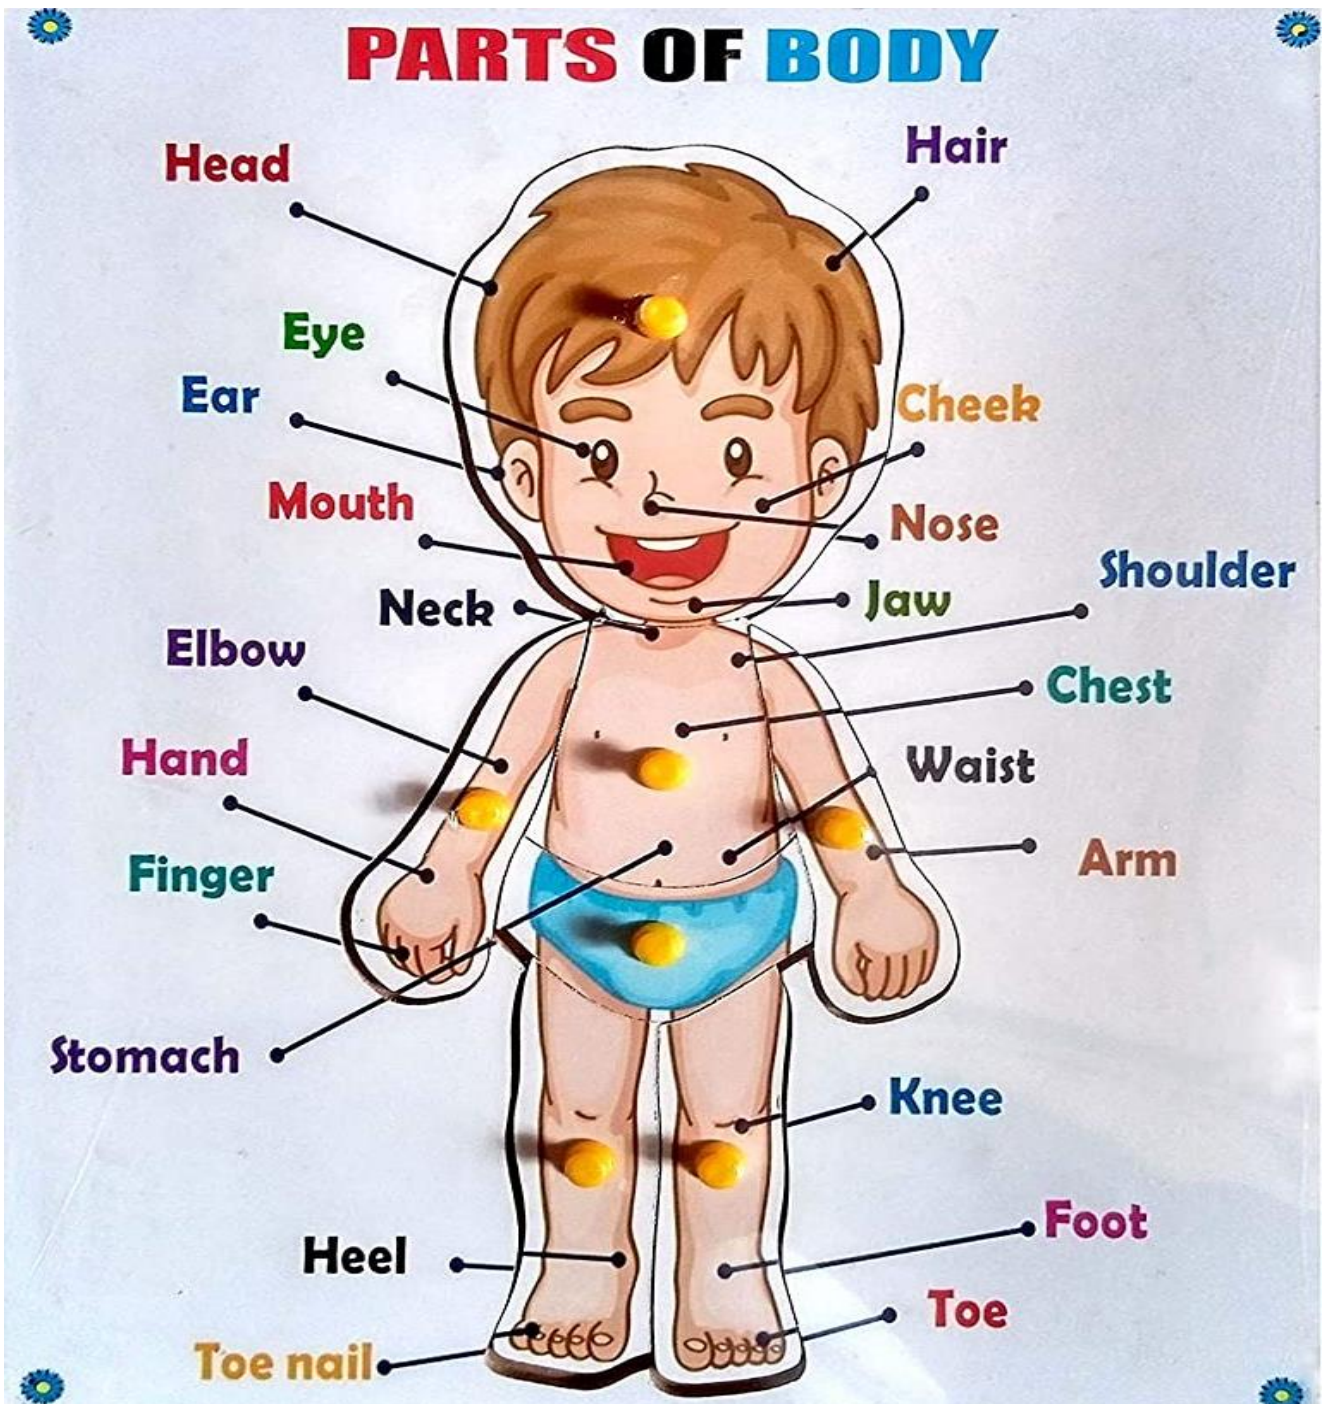 PARTS OF BODY
Hair
Head
Eye
Ear
Cheek
Mouth
Nose
Shoulder
Jaw
Neck
Elbow
Chest
Hand
Waist
Arm
Finger
Stomach
Knee
Foot
Heel
Toe
Toe nail